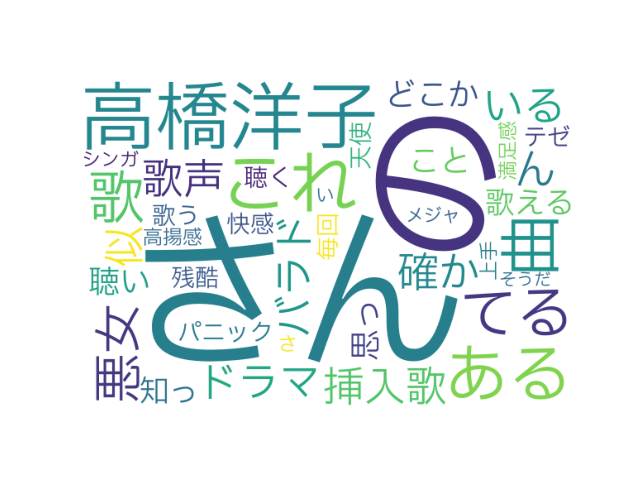 高橋洋子
どこか
いる
シンガ
歌
歌声
聴く
これ
天使
の
こと
満足感
テゼ
ん
歌える
歌う
快感
い
メジャ
高揚感
似
毎回
曲
さん
バラド
確か
上手
そうだ
聴い
残酷
てる
悪女
パニック
さ
思っ
知っ
ドラマ
挿入歌
ある